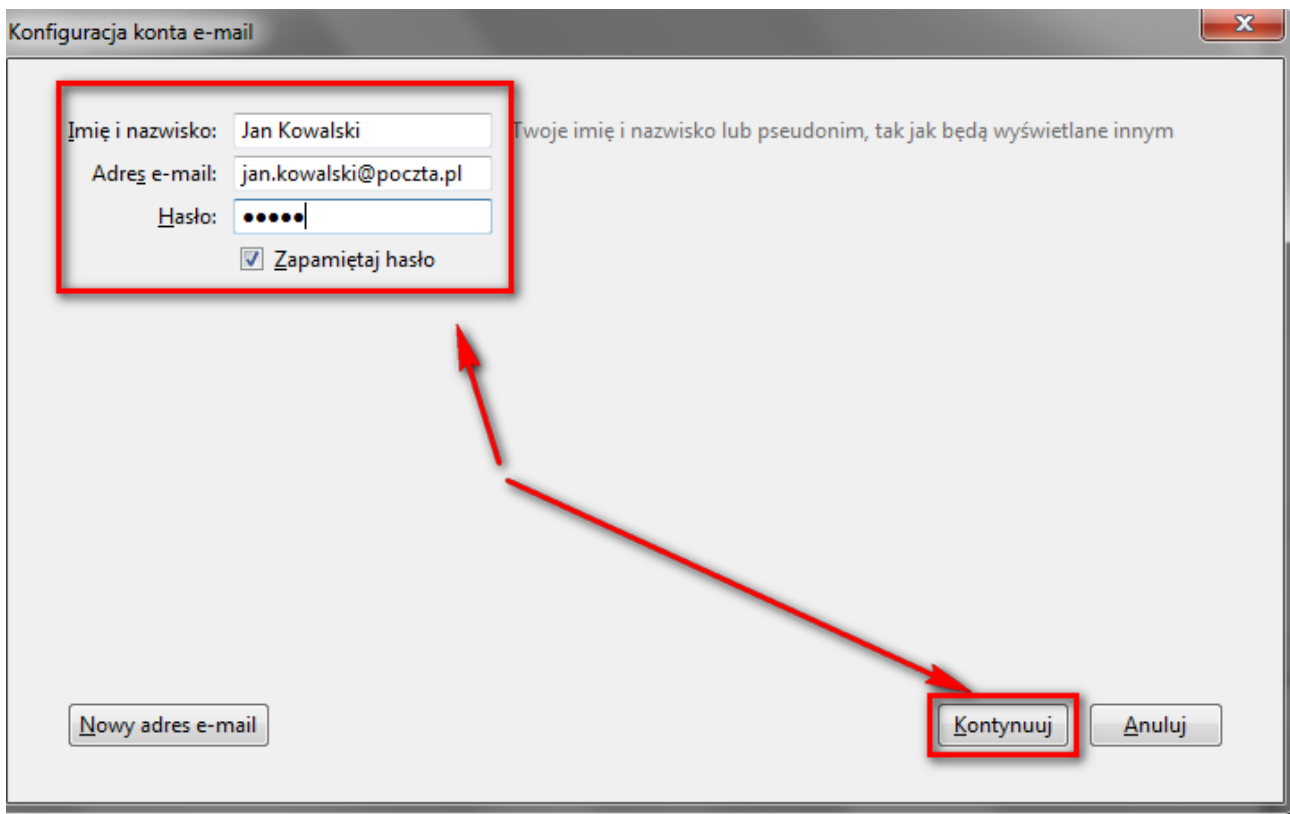 Konfiguracja konta e-mail
Imię i nazwisko: Jan Kowalski Twoje imię i nazwisko lub pseudonim, tak jak będą wyświetlane innym
Adres e-mail: jan.kowalski@poczta.pl
Hasło: •••••
Zapamiętaj hasło
Nowy adres e-mail Kontynuuj Anuluj